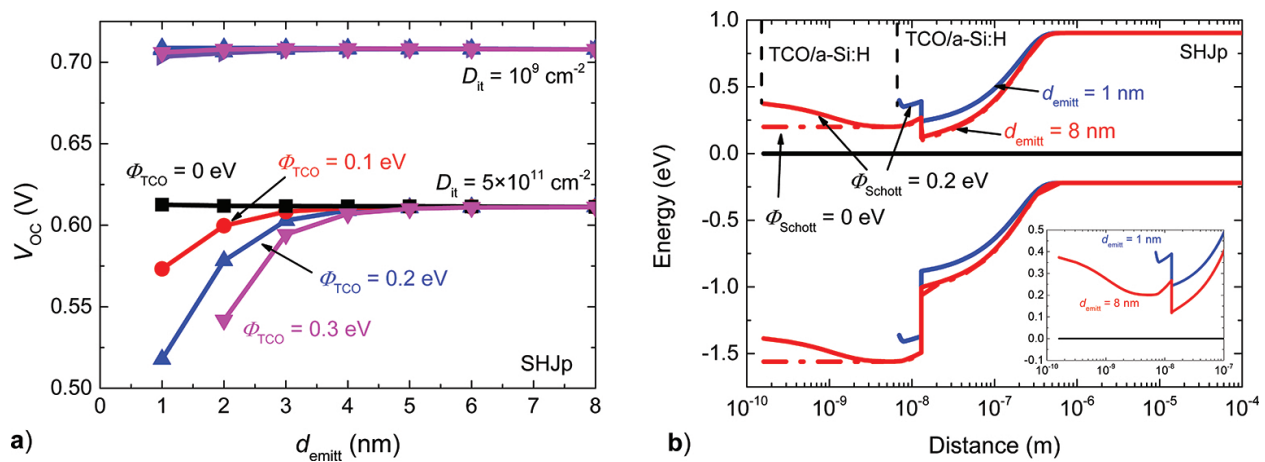 0.70
0.65
0.60
0.55
0.50
V_OC (V)
D_it = 10^9 cm^-2
Φ_TCO = 0 eV
Φ_TCO = 0.1 eV
D_it = 5×10^11 cm^-2
Φ_TCO = 0.2 eV
Φ_TCO = 0.3 eV
SHJp
0 1 2 3 4 5 6 7 8
d_emitt (nm)
a)
1.0
0.5
0.0
-0.5
-1.0
-1.5
Energy (eV)
TCO/a-Si:H
TCO/a-Si:H
SHJp
d_emitt = 1 nm
d_emitt = 8 nm
Φ_Schott = 0.2 eV
Φ_Schott = 0 eV
0.5
0.4
0.3
0.2
0.1
0.0
-0.1
d_emitt = 1 nm
d_emitt = 8 nm
10^-10 10^-9 10^-8 10^-7
10^-10 10^-9 10^-8 10^-7 10^-6 10^-5 10^-4
Distance (m)
b)